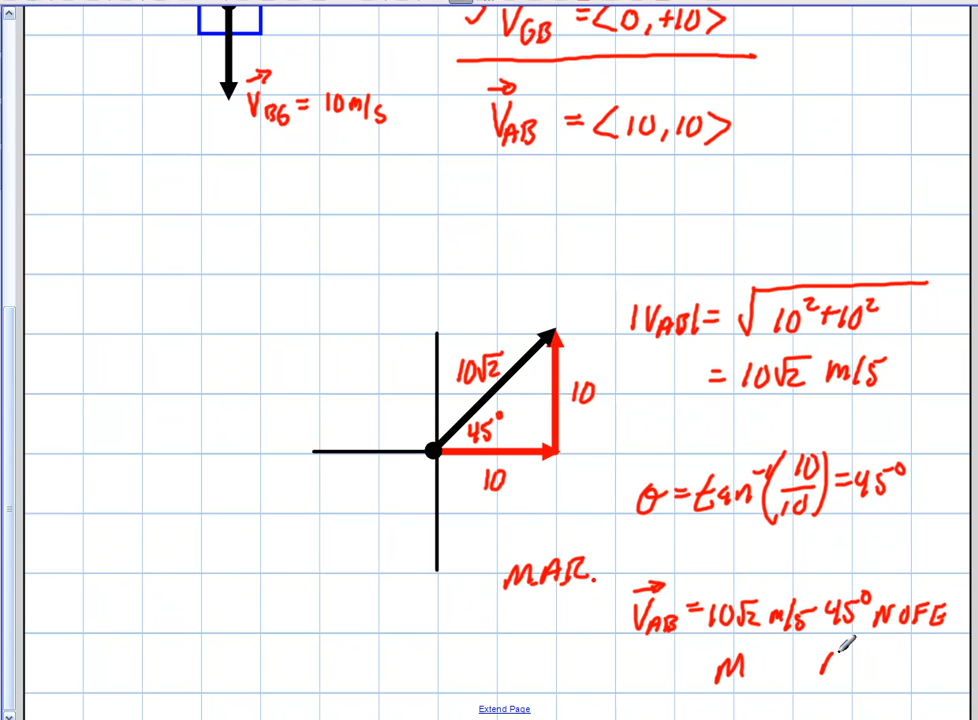 V_GB = <0, +10>
V_BG = 10 m/s
V_AB = <10, 10>
|V_AB| = √10²+10²
= 10√2 m/s
10√2
10
45°
10
θ = tan⁻¹(10/10) = 45°
M.A.R.
V_AB = 10√2 m/s 45° N OF E
M
Extend Page